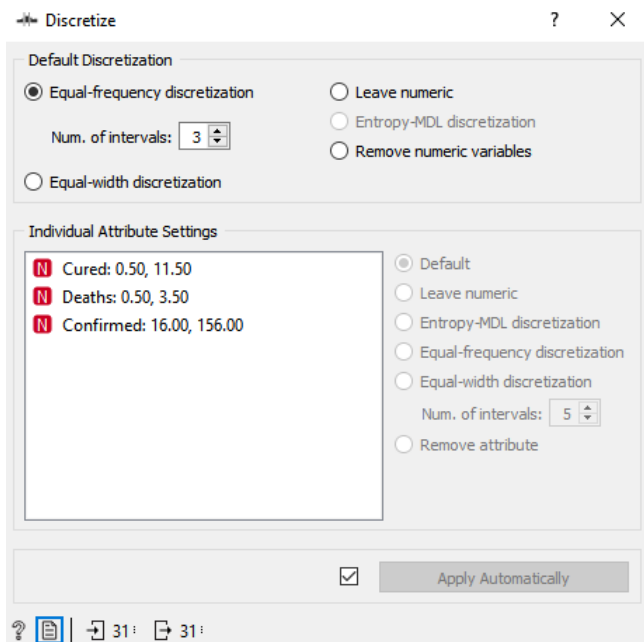 Discretize ? ×
Default Discretization
Equal-frequency discretization
Num. of intervals: 3
Equal-width discretization
Leave numeric
Entropy-MDL discretization
Remove numeric variables
Individual Attribute Settings
N Cured: 0.50, 11.50
N Deaths: 0.50, 3.50
N Confirmed: 16.00, 156.00
Default
Leave numeric
Entropy-MDL discretization
Equal-frequency discretization
Equal-width discretization
Num. of intervals: 5
Remove attribute
Apply Automatically
? 31 31